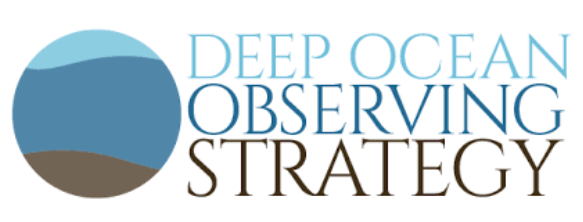 DEEP OCEAN
OBSERVING
STRATEGY